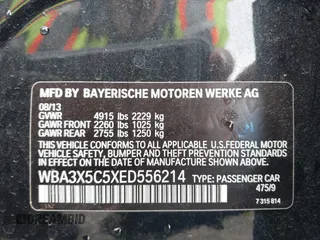 MFD BY BAYERISCHE MOTOREN WERKE AG
08/13
GVWR 4915 lbs 2229 kg
GAWR FRONT 2260 lbs 1025 kg
GAWR REAR 2755 lbs 1250 kg
THIS VEHICLE CONFORMS TO ALL APPLICABLE U.S.FEDERAL MOTOR
VEHICLE SAFETY, BUMPER,AND THEFT PREVENTION STANDARDS
IN EFFECT ON THE DATE OF MANUFACTURE SHOWN ABOVE.
WBA3X5C5XED556214 TYPE: PASSENGER CAR
475/9
7 315 814
DREAMBID